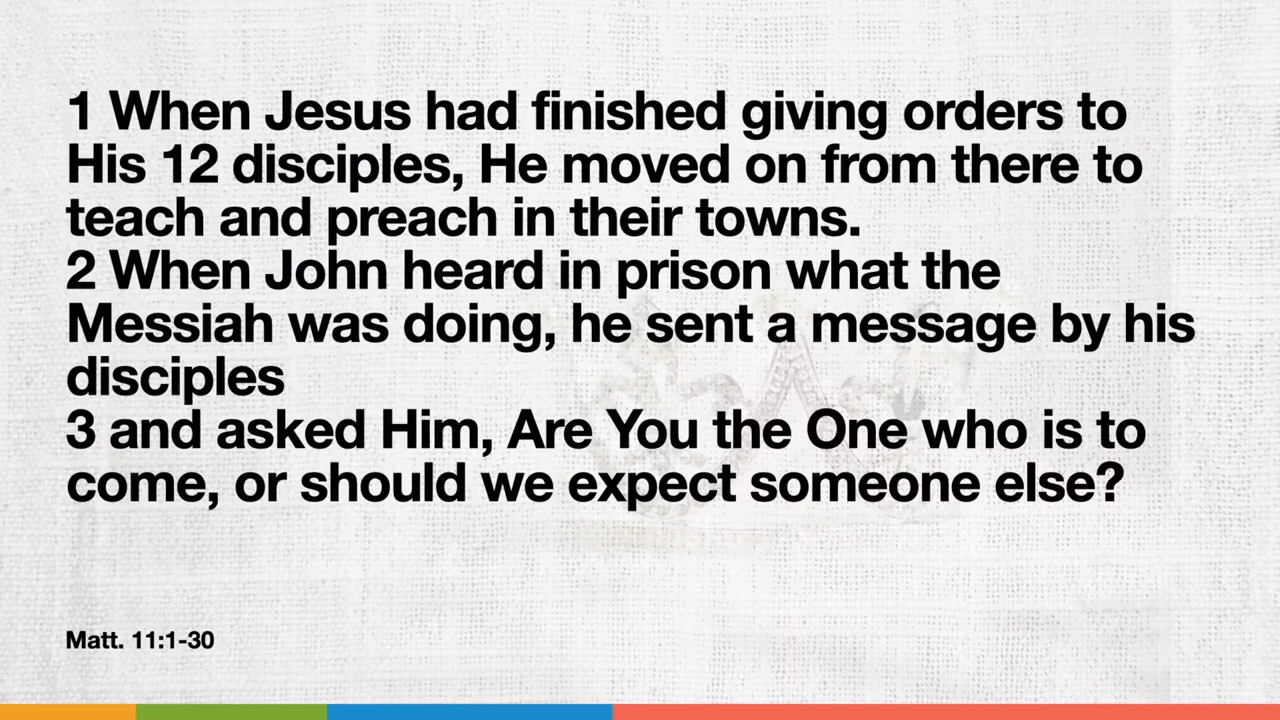 1 When Jesus had finished giving orders to
His 12 disciples, He moved on from there to
teach and preach in their towns.
2 When John heard in prison what the
Messiah was doing, he sent a message by his
disciples
3 and asked Him, Are You the One who is to
come, or should we expect someone else?
Matt. 11:1-30